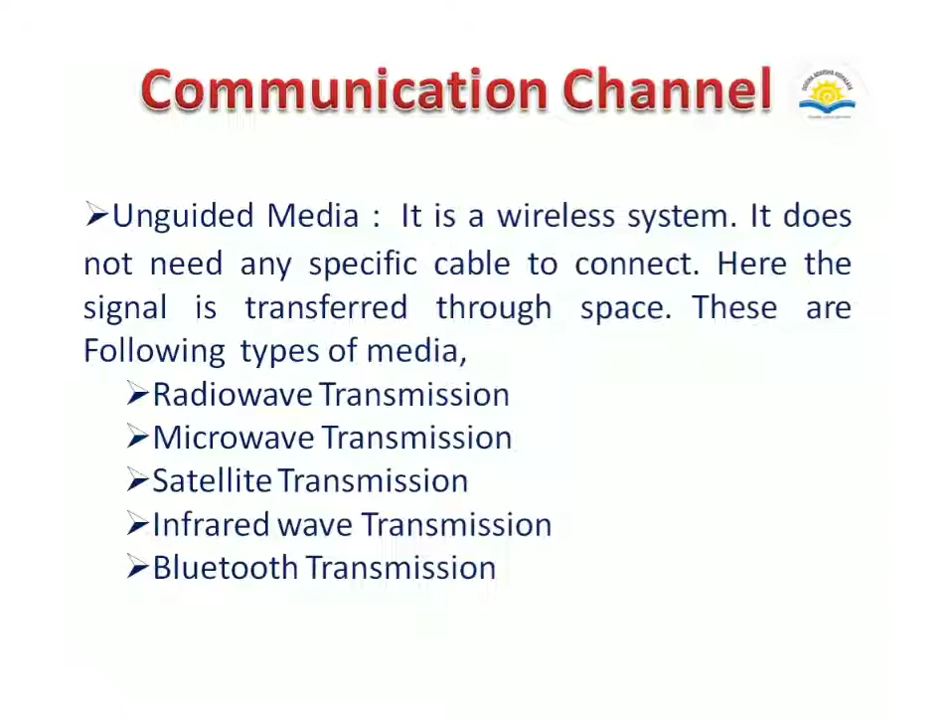 Communication Channel
➢Unguided Media : It is a wireless system. It does
not need any specific cable to connect. Here the
signal is transferred through space. These are
Following types of media,
➢Radiowave Transmission
➢Microwave Transmission
➢Satellite Transmission
➢Infrared wave Transmission
➢Bluetooth Transmission